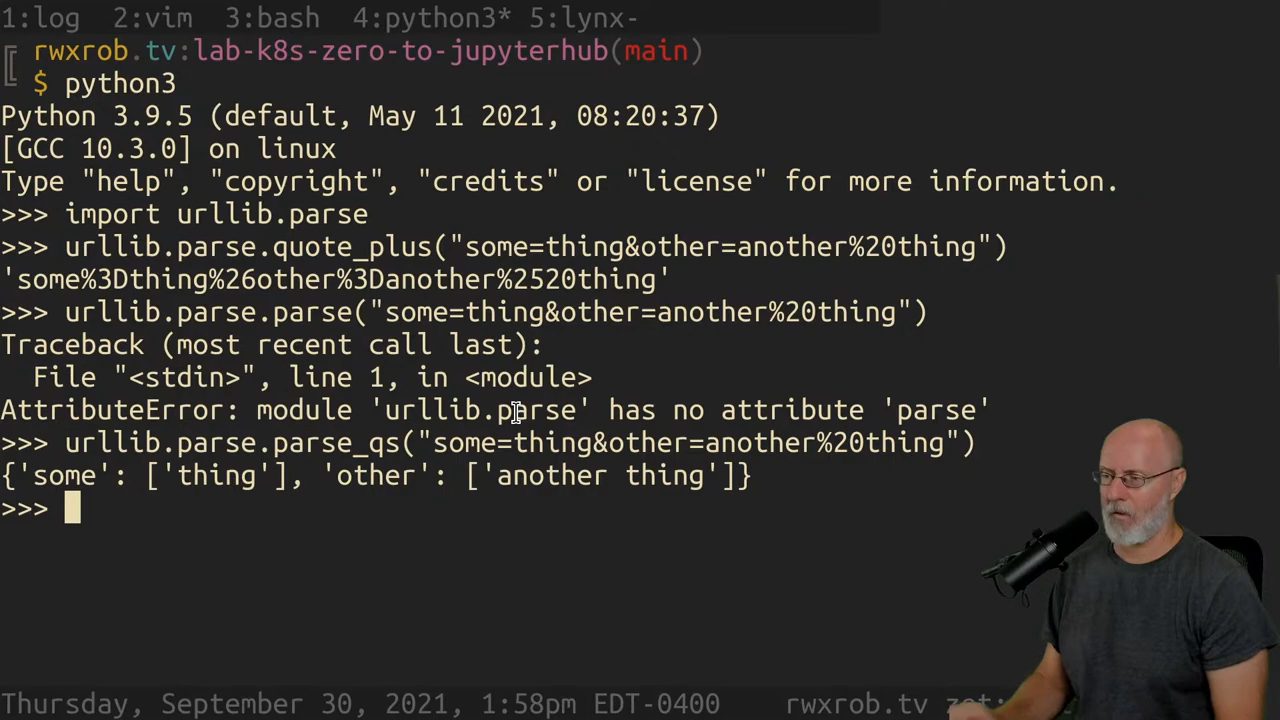 1:log 2:vim 3:bash 4:python3* 5:lynx-
rwxrob.tv:lab-k8s-zero-to-jupyterhub(main)
$ python3
Python 3.9.5 (default, May 11 2021, 08:20:37)
[GCC 10.3.0] on linux
Type "help", "copyright", "credits" or "license" for more information.
>>> import urllib.parse
>>> urllib.parse.quote_plus("some=thing&other=another%20thing")
'some%3Dthing%26other%3Danother%2520thing'
>>> urllib.parse.parse("some=thing&other=another%20thing")
Traceback (most recent call last):
  File "<stdin>", line 1, in <module>
AttributeError: module 'urllib.parse' has no attribute 'parse'
>>> urllib.parse.parse_qs("some=thing&other=another%20thing")
{'some': ['thing'], 'other': ['another thing']}
>>>
Thursday, September 30, 2021, 1:58pm EDT-0400 rwxrob.tv